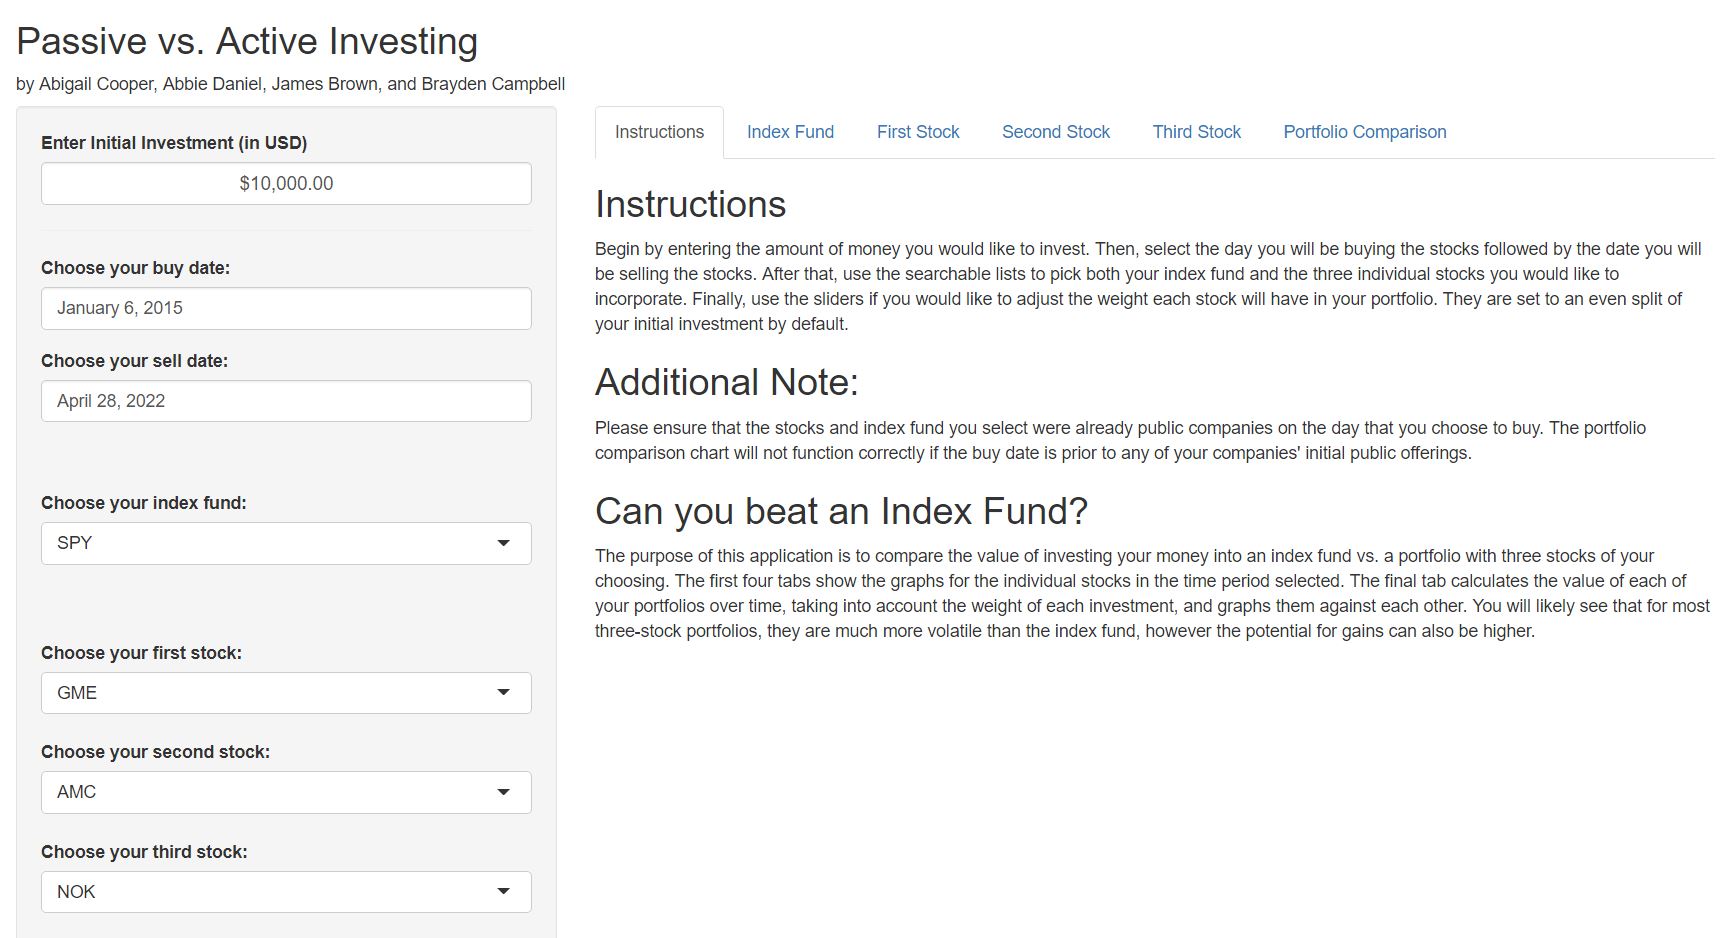 Passive vs. Active Investing
by Abigail Cooper, Abbie Daniel, James Brown, and Brayden Campbell
Enter Initial Investment (in USD)
$10,000.00
Choose your buy date:
January 6, 2015
Choose your sell date:
April 28, 2022
Choose your index fund:
SPY
Choose your first stock:
GME
Choose your second stock:
AMC
Choose your third stock:
NOK
Instructions
Index Fund
First Stock
Second Stock
Third Stock
Portfolio Comparison
Instructions
Begin by entering the amount of money you would like to invest. Then, select the day you will be buying the stocks followed by the date you will
be selling the stocks. After that, use the searchable lists to pick both your index fund and the three individual stocks you would like to
incorporate. Finally, use the sliders if you would like to adjust the weight each stock will have in your portfolio. They are set to an even split of
your initial investment by default.
Additional Note:
Please ensure that the stocks and index fund you select were already public companies on the day that you choose to buy. The portfolio
comparison chart will not function correctly if the buy date is prior to any of your companies' initial public offerings.
Can you beat an Index Fund?
The purpose of this application is to compare the value of investing your money into an index fund vs. a portfolio with three stocks of your
choosing. The first four tabs show the graphs for the individual stocks in the time period selected. The final tab calculates the value of each of
your portfolios over time, taking into account the weight of each investment, and graphs them against each other. You will likely see that for most
three-stock portfolios, they are much more volatile than the index fund, however the potential for gains can also be higher.